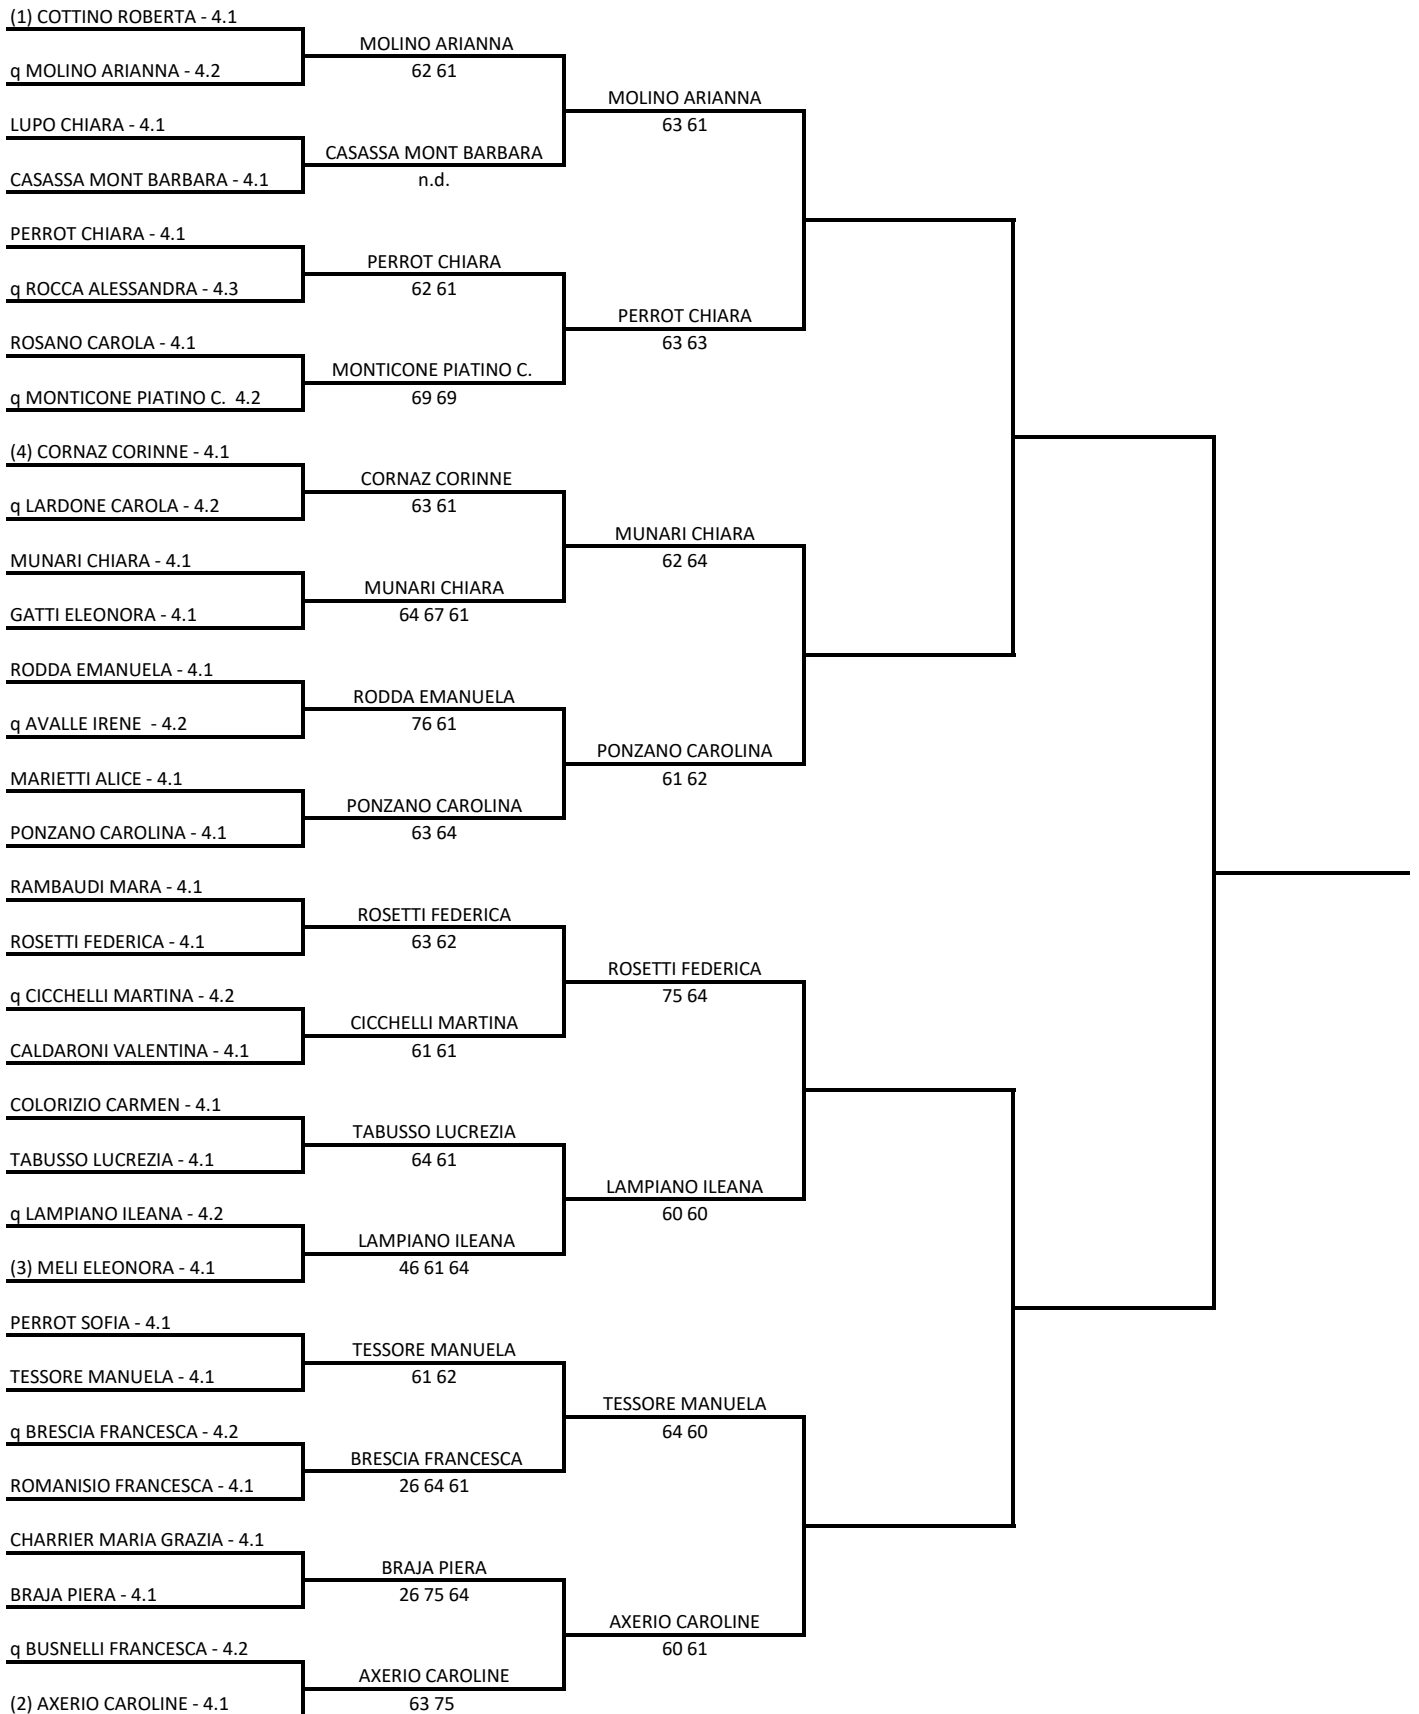 (1) COTTINO ROBERTA - 4.1
MOLINO ARIANNA
q MOLINO ARIANNA - 4.2
62 61
MOLINO ARIANNA
LUPO CHIARA - 4.1
63 61
CASASSA MONT BARBARA
CASASSA MONT BARBARA - 4.1
n.d.
PERROT CHIARA - 4.1
PERROT CHIARA
q ROCCA ALESSANDRA - 4.3
62 61
PERROT CHIARA
ROSANO CAROLA - 4.1
63 63
MONTICONE PIATINO C.
q MONTICONE PIATINO C.  4.2
69 69
(4) CORNAZ CORINNE - 4.1
CORNAZ CORINNE
q LARDONE CAROLA - 4.2
63 61
MUNARI CHIARA
MUNARI CHIARA - 4.1
62 64
MUNARI CHIARA
GATTI ELEONORA - 4.1
64 67 61
RODDA EMANUELA - 4.1
RODDA EMANUELA
q AVALLE IRENE  - 4.2
76 61
PONZANO CAROLINA
MARIETTI ALICE - 4.1
61 62
PONZANO CAROLINA
PONZANO CAROLINA - 4.1
63 64
RAMBAUDI MARA - 4.1
ROSETTI FEDERICA
ROSETTI FEDERICA - 4.1
63 62
ROSETTI FEDERICA
q CICCHELLI MARTINA - 4.2
75 64
CICCHELLI MARTINA
CALDARONI VALENTINA - 4.1
61 61
COLORIZIO CARMEN - 4.1
TABUSSO LUCREZIA
TABUSSO LUCREZIA - 4.1
64 61
LAMPIANO ILEANA
q LAMPIANO ILEANA - 4.2
60 60
LAMPIANO ILEANA
(3) MELI ELEONORA - 4.1
46 61 64
PERROT SOFIA - 4.1
TESSORE MANUELA
TESSORE MANUELA - 4.1
61 62
TESSORE MANUELA
q BRESCIA FRANCESCA - 4.2
64 60
BRESCIA FRANCESCA
ROMANISIO FRANCESCA - 4.1
26 64 61
CHARRIER MARIA GRAZIA - 4.1
BRAJA PIERA
BRAJA PIERA - 4.1
26 75 64
AXERIO CAROLINE
q BUSNELLI FRANCESCA - 4.2
60 61
AXERIO CAROLINE
(2) AXERIO CAROLINE - 4.1
63 75